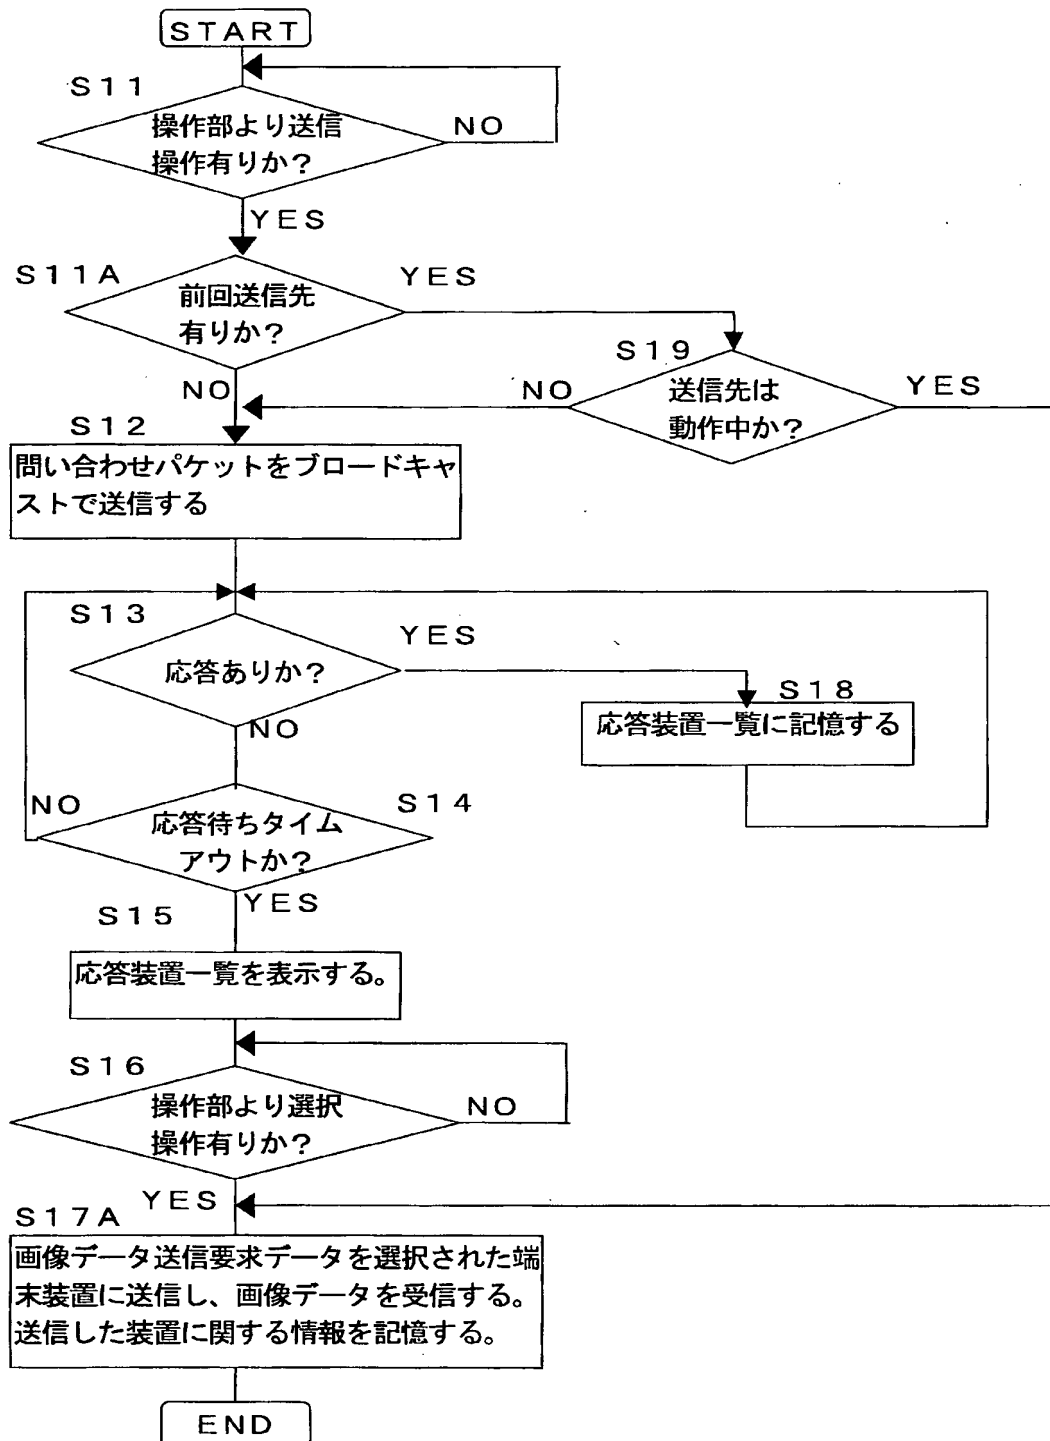 START
S11
操作部より送信
操作有りか？
NO
YES
S11A
前回送信先
有りか？
YES
NO
S19
送信先は
動作中か？
NO
YES
S12
問い合わせパケットをブロードキャ
ストで送信する
S13
応答ありか？
YES
NO
S18
応答装置一覧に記憶する
S14
応答待ちタイム
アウトか？
NO
YES
S15
応答装置一覧を表示する。
S16
操作部より選択
操作有りか？
NO
YES
S17A
画像データ送信要求データを選択された端
末装置に送信し、画像データを受信する。
送信した装置に関する情報を記憶する。
END